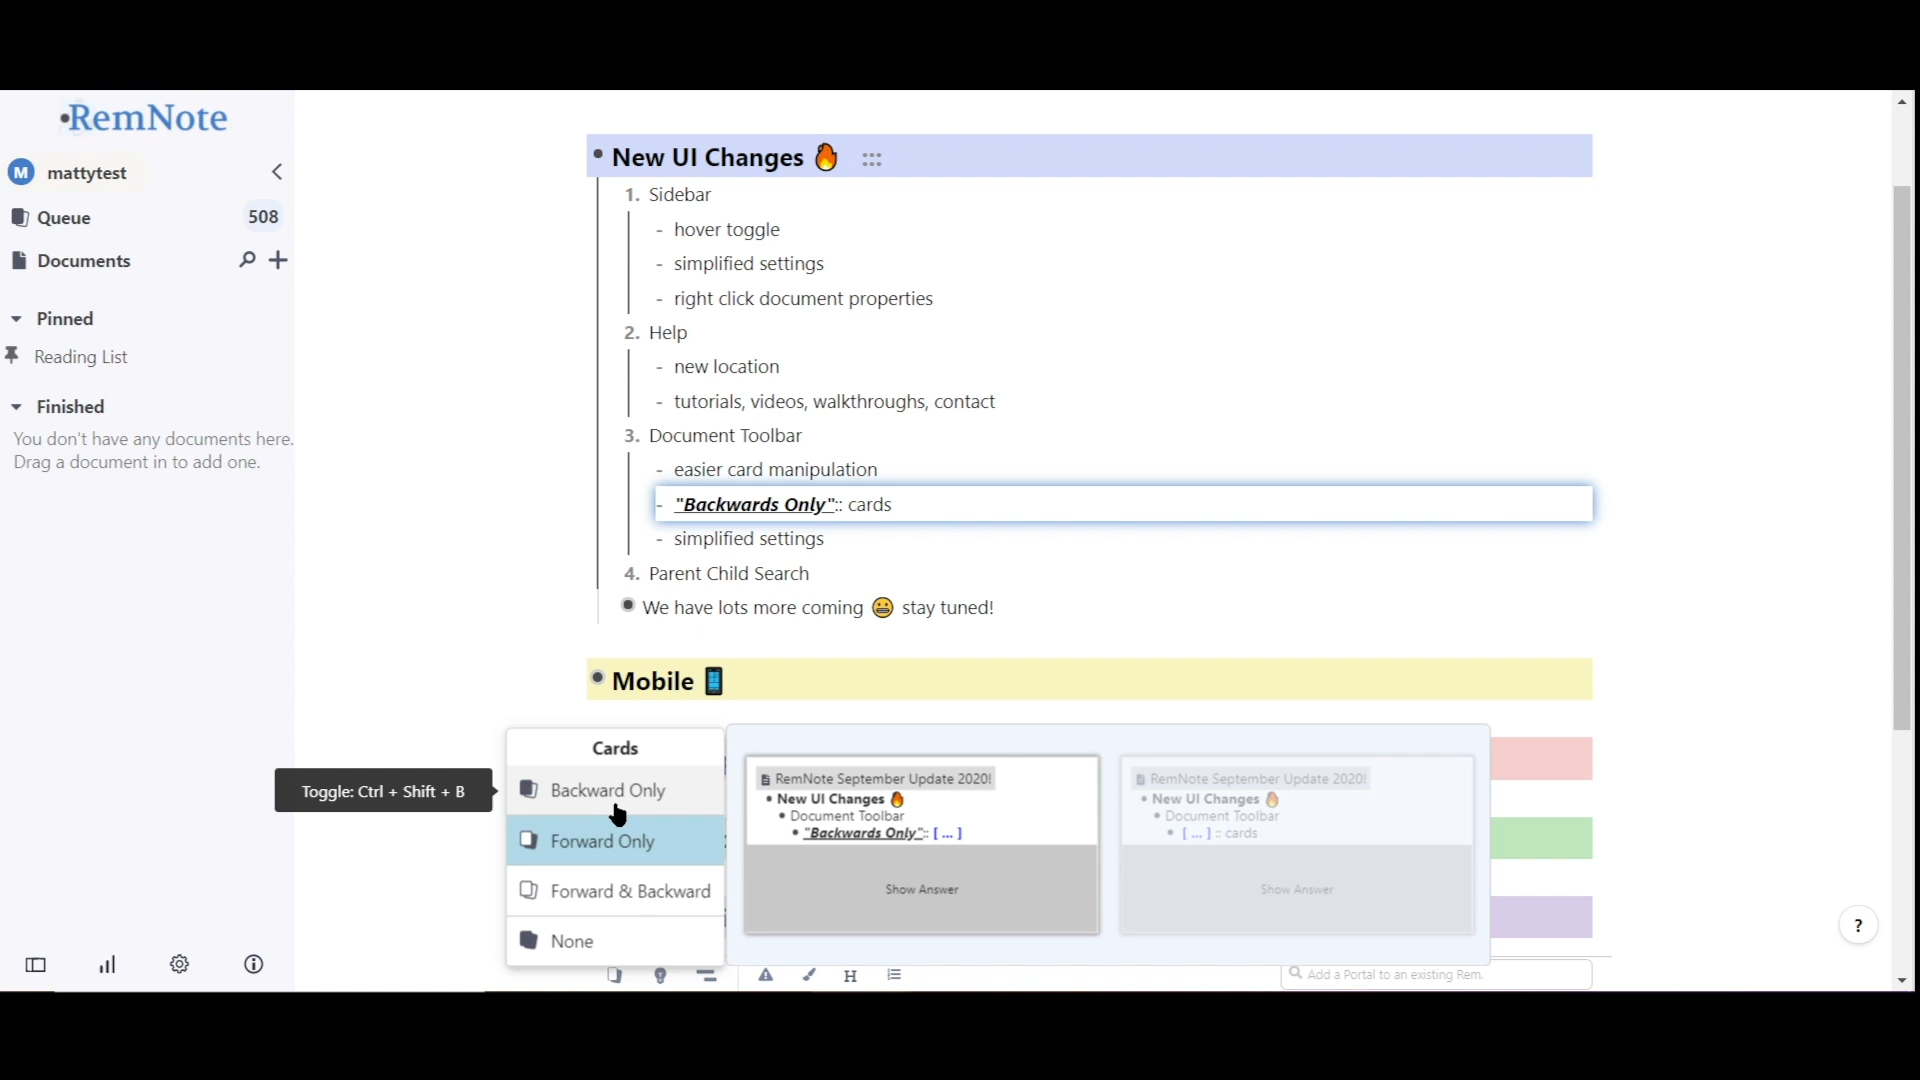 RemNote
M mattytest
Queue 508
Documents
Pinned
Reading List
Finished
You don't have any documents here.
Drag a document in to add one.
New UI Changes 🔥
1. Sidebar
- hover toggle
- simplified settings
- right click document properties
2. Help
- new location
- tutorials, videos, walkthroughs, contact
3. Document Toolbar
- easier card manipulation
- "Backwards Only":: cards
- simplified settings
4. Parent Child Search
We have lots more coming 😀 stay tuned!
Mobile 📱
Cards
Toggle: Ctrl + Shift + B
Backward Only
Forward Only
Forward & Backward
None
RemNote September Update 2020!
• New UI Changes 🔥
• Document Toolbar
• "Backwards Only":: [ ... ]
Show Answer
RemNote September Update 2020!
• New UI Changes 🔥
• Document Toolbar
• [ ... ] :: cards
Show Answer
H
Add a Portal to an existing Rem.
?